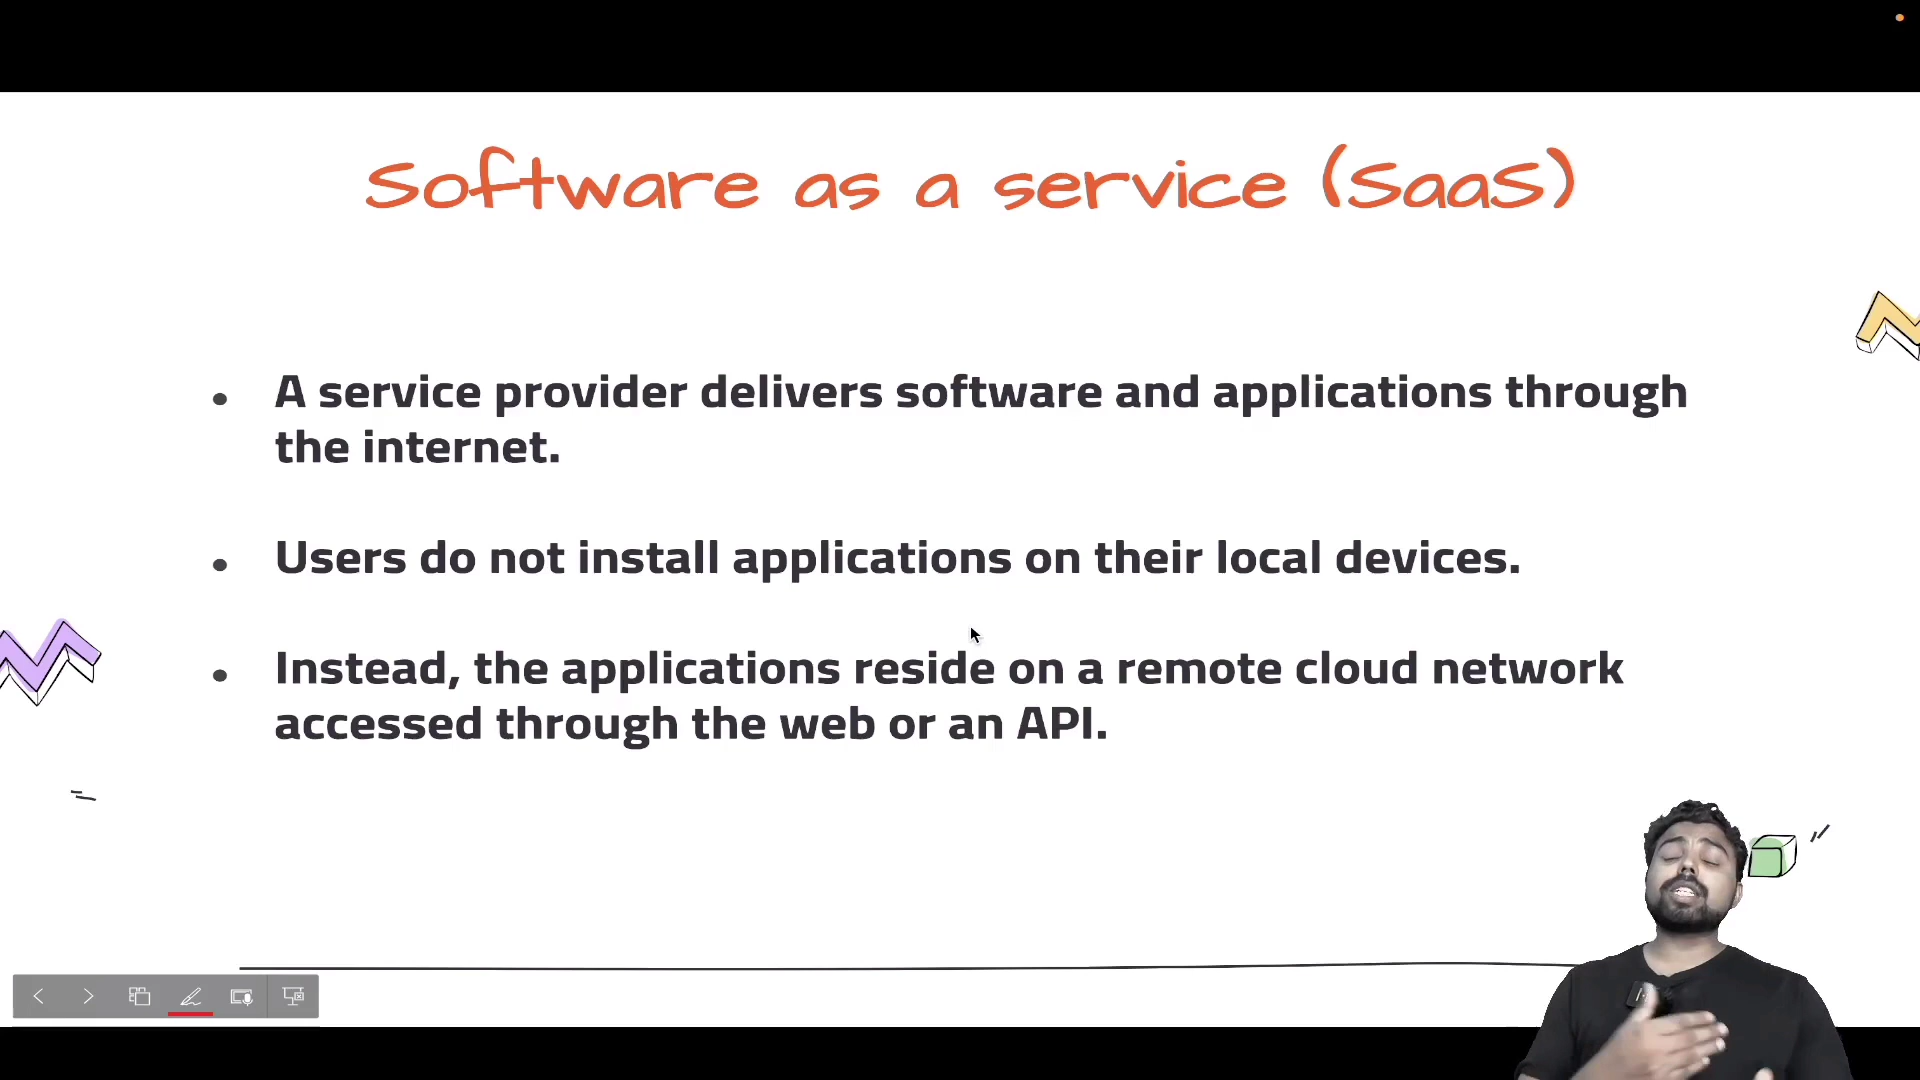 Software as a service (SaaS)
• A service provider delivers software and applications through
the internet.
• Users do not install applications on their local devices.
• Instead, the applications reside on a remote cloud network
accessed through the web or an API.